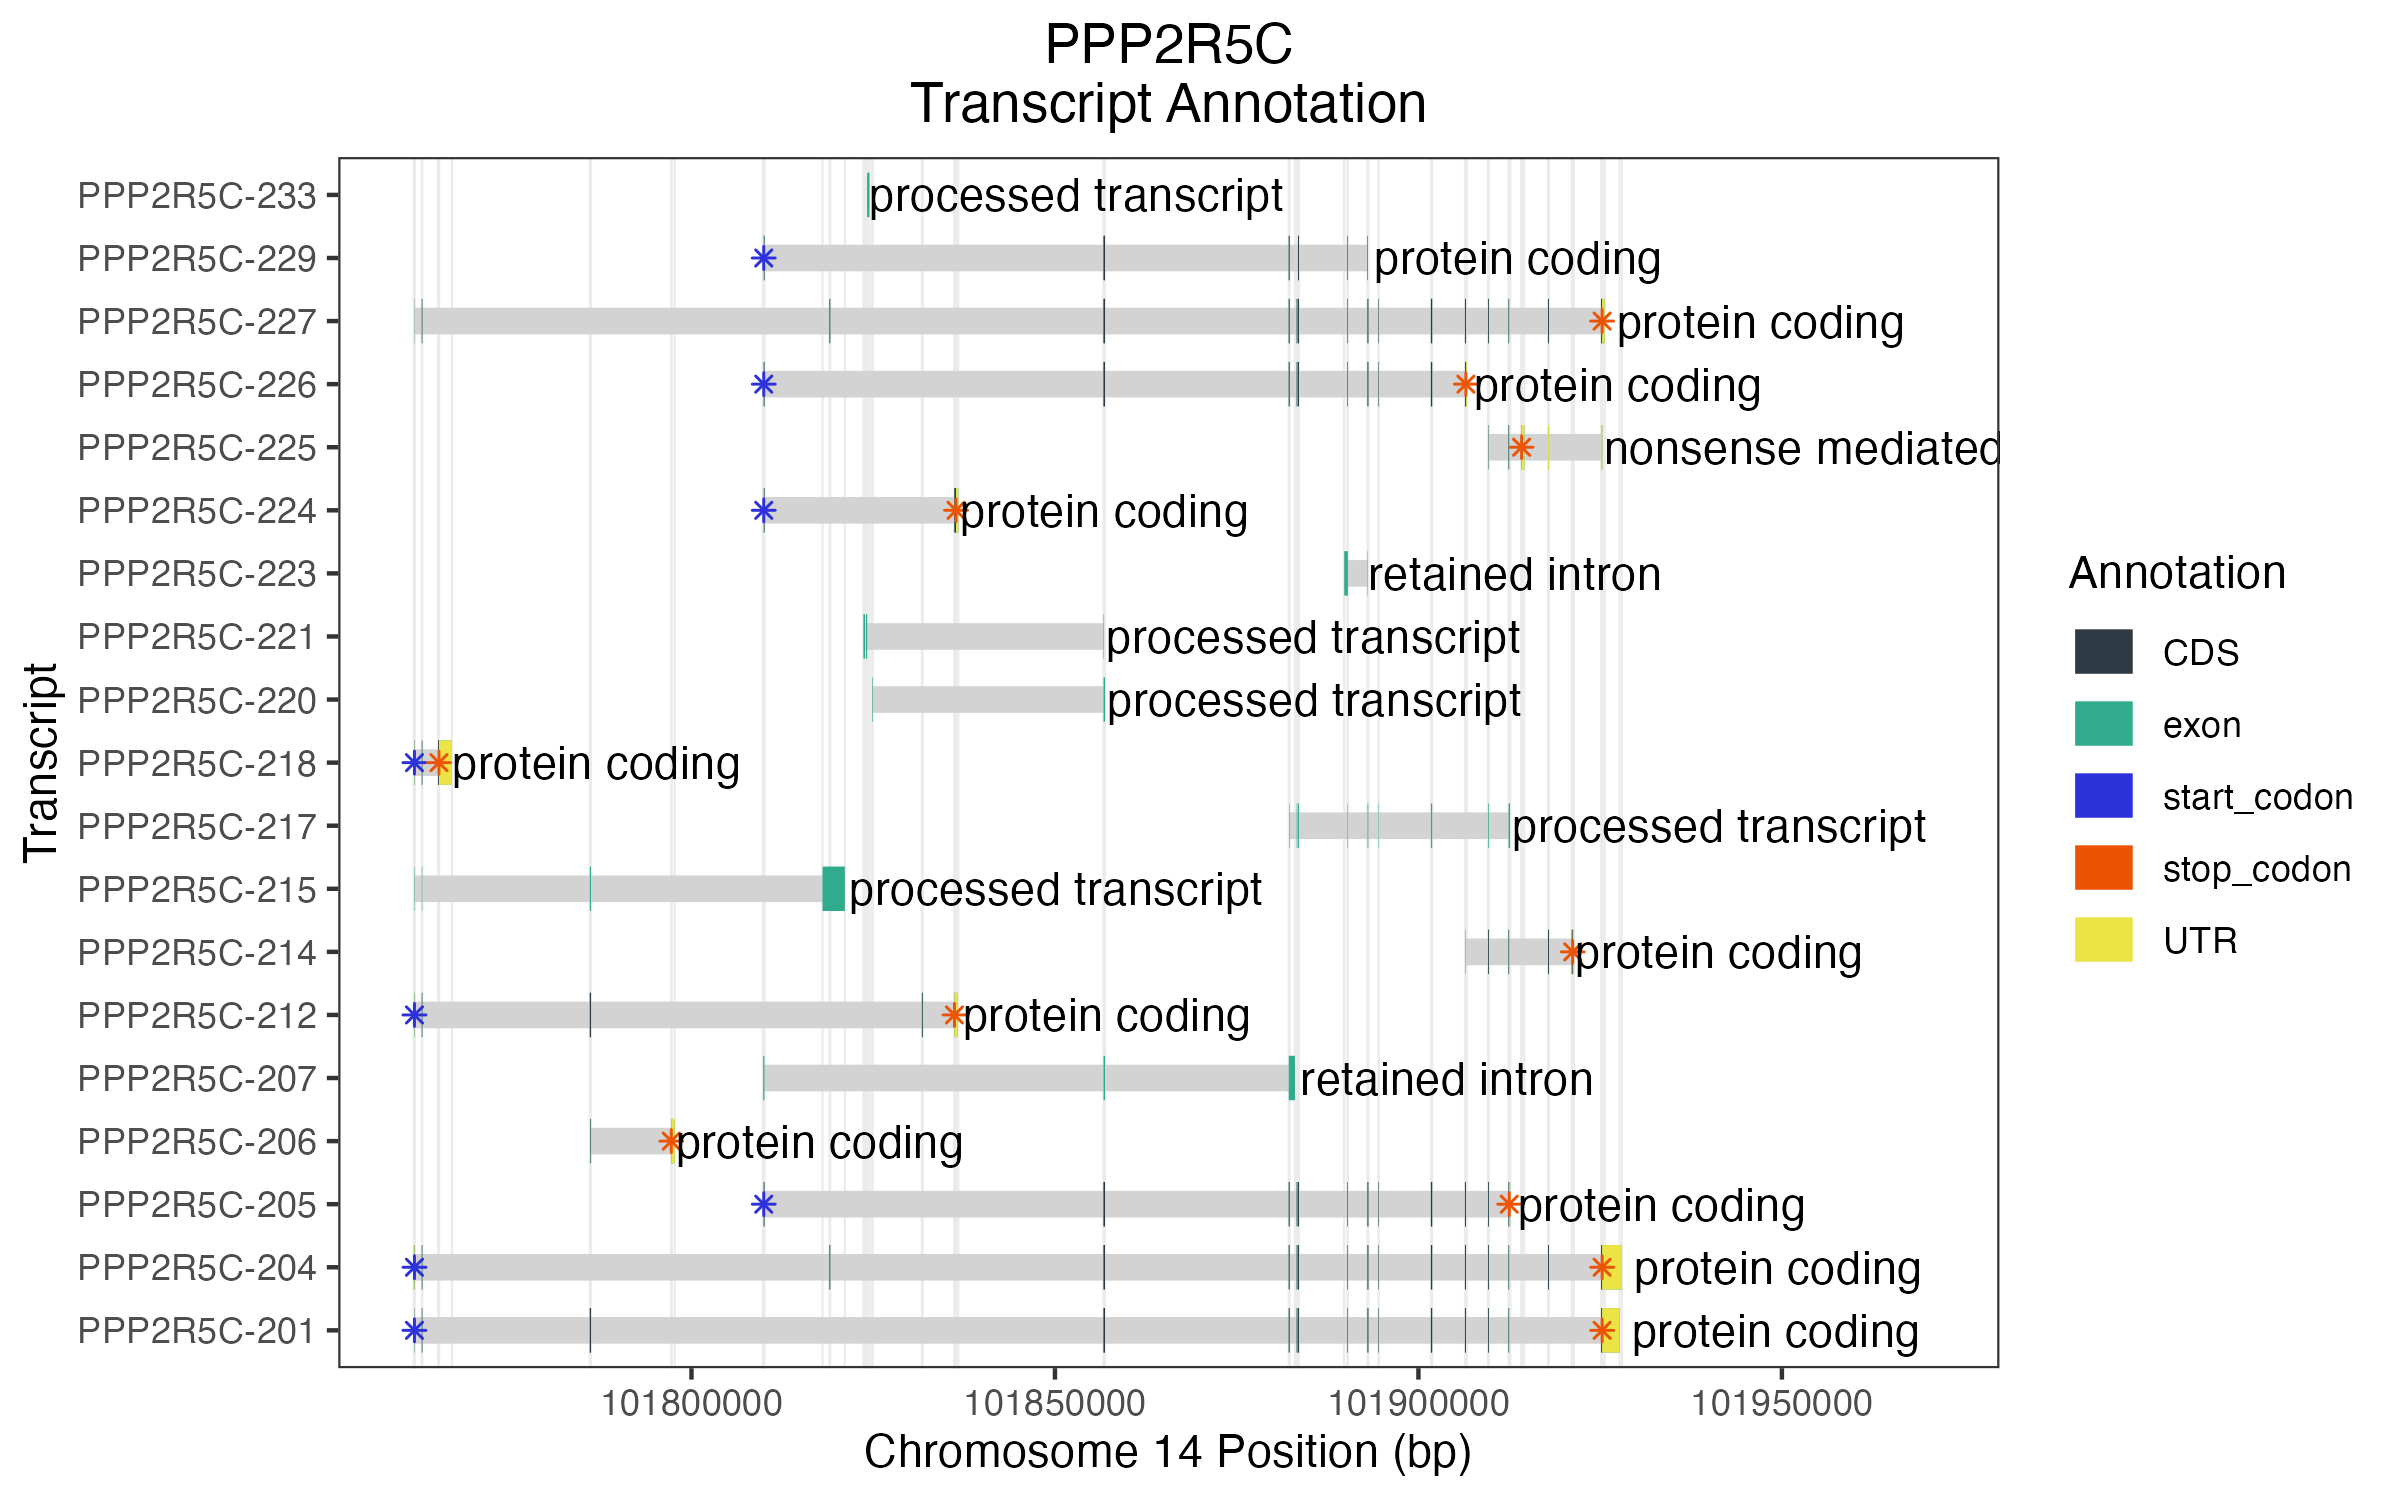 PPP2R5C
Transcript Annotation
Transcript
PPP2R5C-233 processed transcript
PPP2R5C-229 protein coding
PPP2R5C-227 protein coding
PPP2R5C-226 protein coding
PPP2R5C-225 nonsense mediated
PPP2R5C-224 protein coding
PPP2R5C-223 retained intron
PPP2R5C-221 processed transcript
PPP2R5C-220 processed transcript
PPP2R5C-218 protein coding
PPP2R5C-217 processed transcript
PPP2R5C-215 processed transcript
PPP2R5C-214 protein coding
PPP2R5C-212 protein coding
PPP2R5C-207 retained intron
PPP2R5C-206 protein coding
PPP2R5C-205 protein coding
PPP2R5C-204 protein coding
PPP2R5C-201 protein coding
101800000 101850000 101900000 101950000
Chromosome 14 Position (bp)
Annotation
CDS
exon
start_codon
stop_codon
UTR